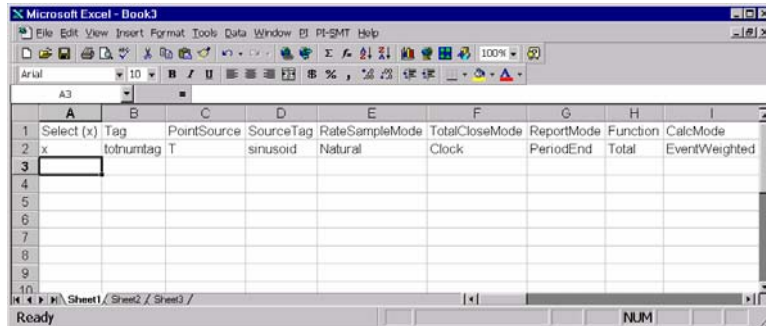 Microsoft Excel - Book3
File Edit View Insert Format Tools Data Window PI PI-SMT Help
100%
Arial 10 B I U $ % ,
A3 =
A B C D E F G H I
1 Select (x) Tag PointSource SourceTag RateSampleMode TotalCloseMode ReportMode Function CalcMode
2 x totnumtag T sinusoid Natural Clock PeriodEnd Total EventWeighted
3
4
5
6
7
8
9
10
Sheet1 / Sheet2 / Sheet3 /
Ready NUM